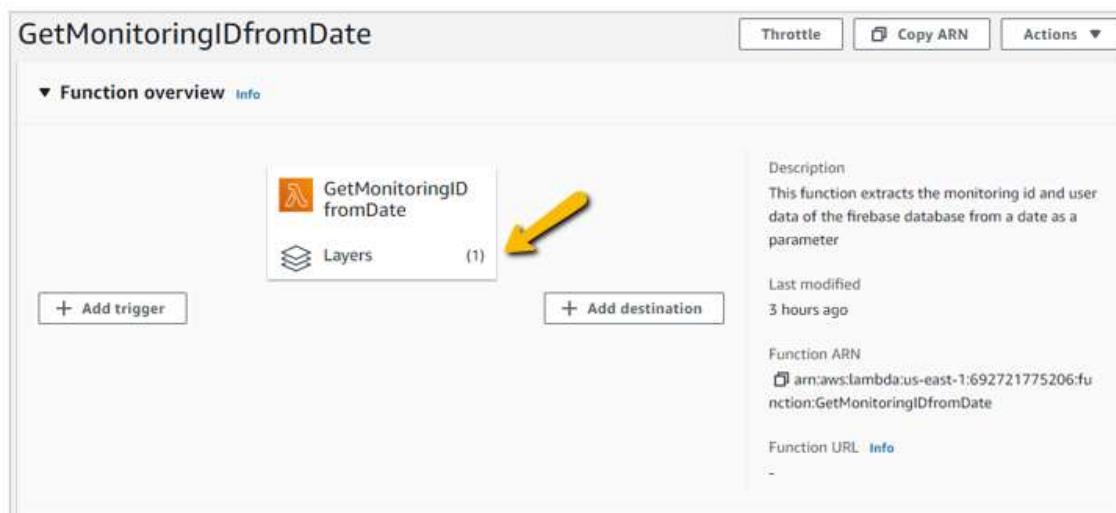 GetMonitoringIDfromDate
Throttle
Copy ARN
Actions
Function overview Info
GetMonitoringID
fromDate
Layers (1)
+ Add trigger
+ Add destination
Description
This function extracts the monitoring id and user
data of the firebase database from a date as a
parameter
Last modified
3 hours ago
Function ARN
arn:aws:lambda:us-east-1:692721775206:fu
nction:GetMonitoringIDfromDate
Function URL Info
-